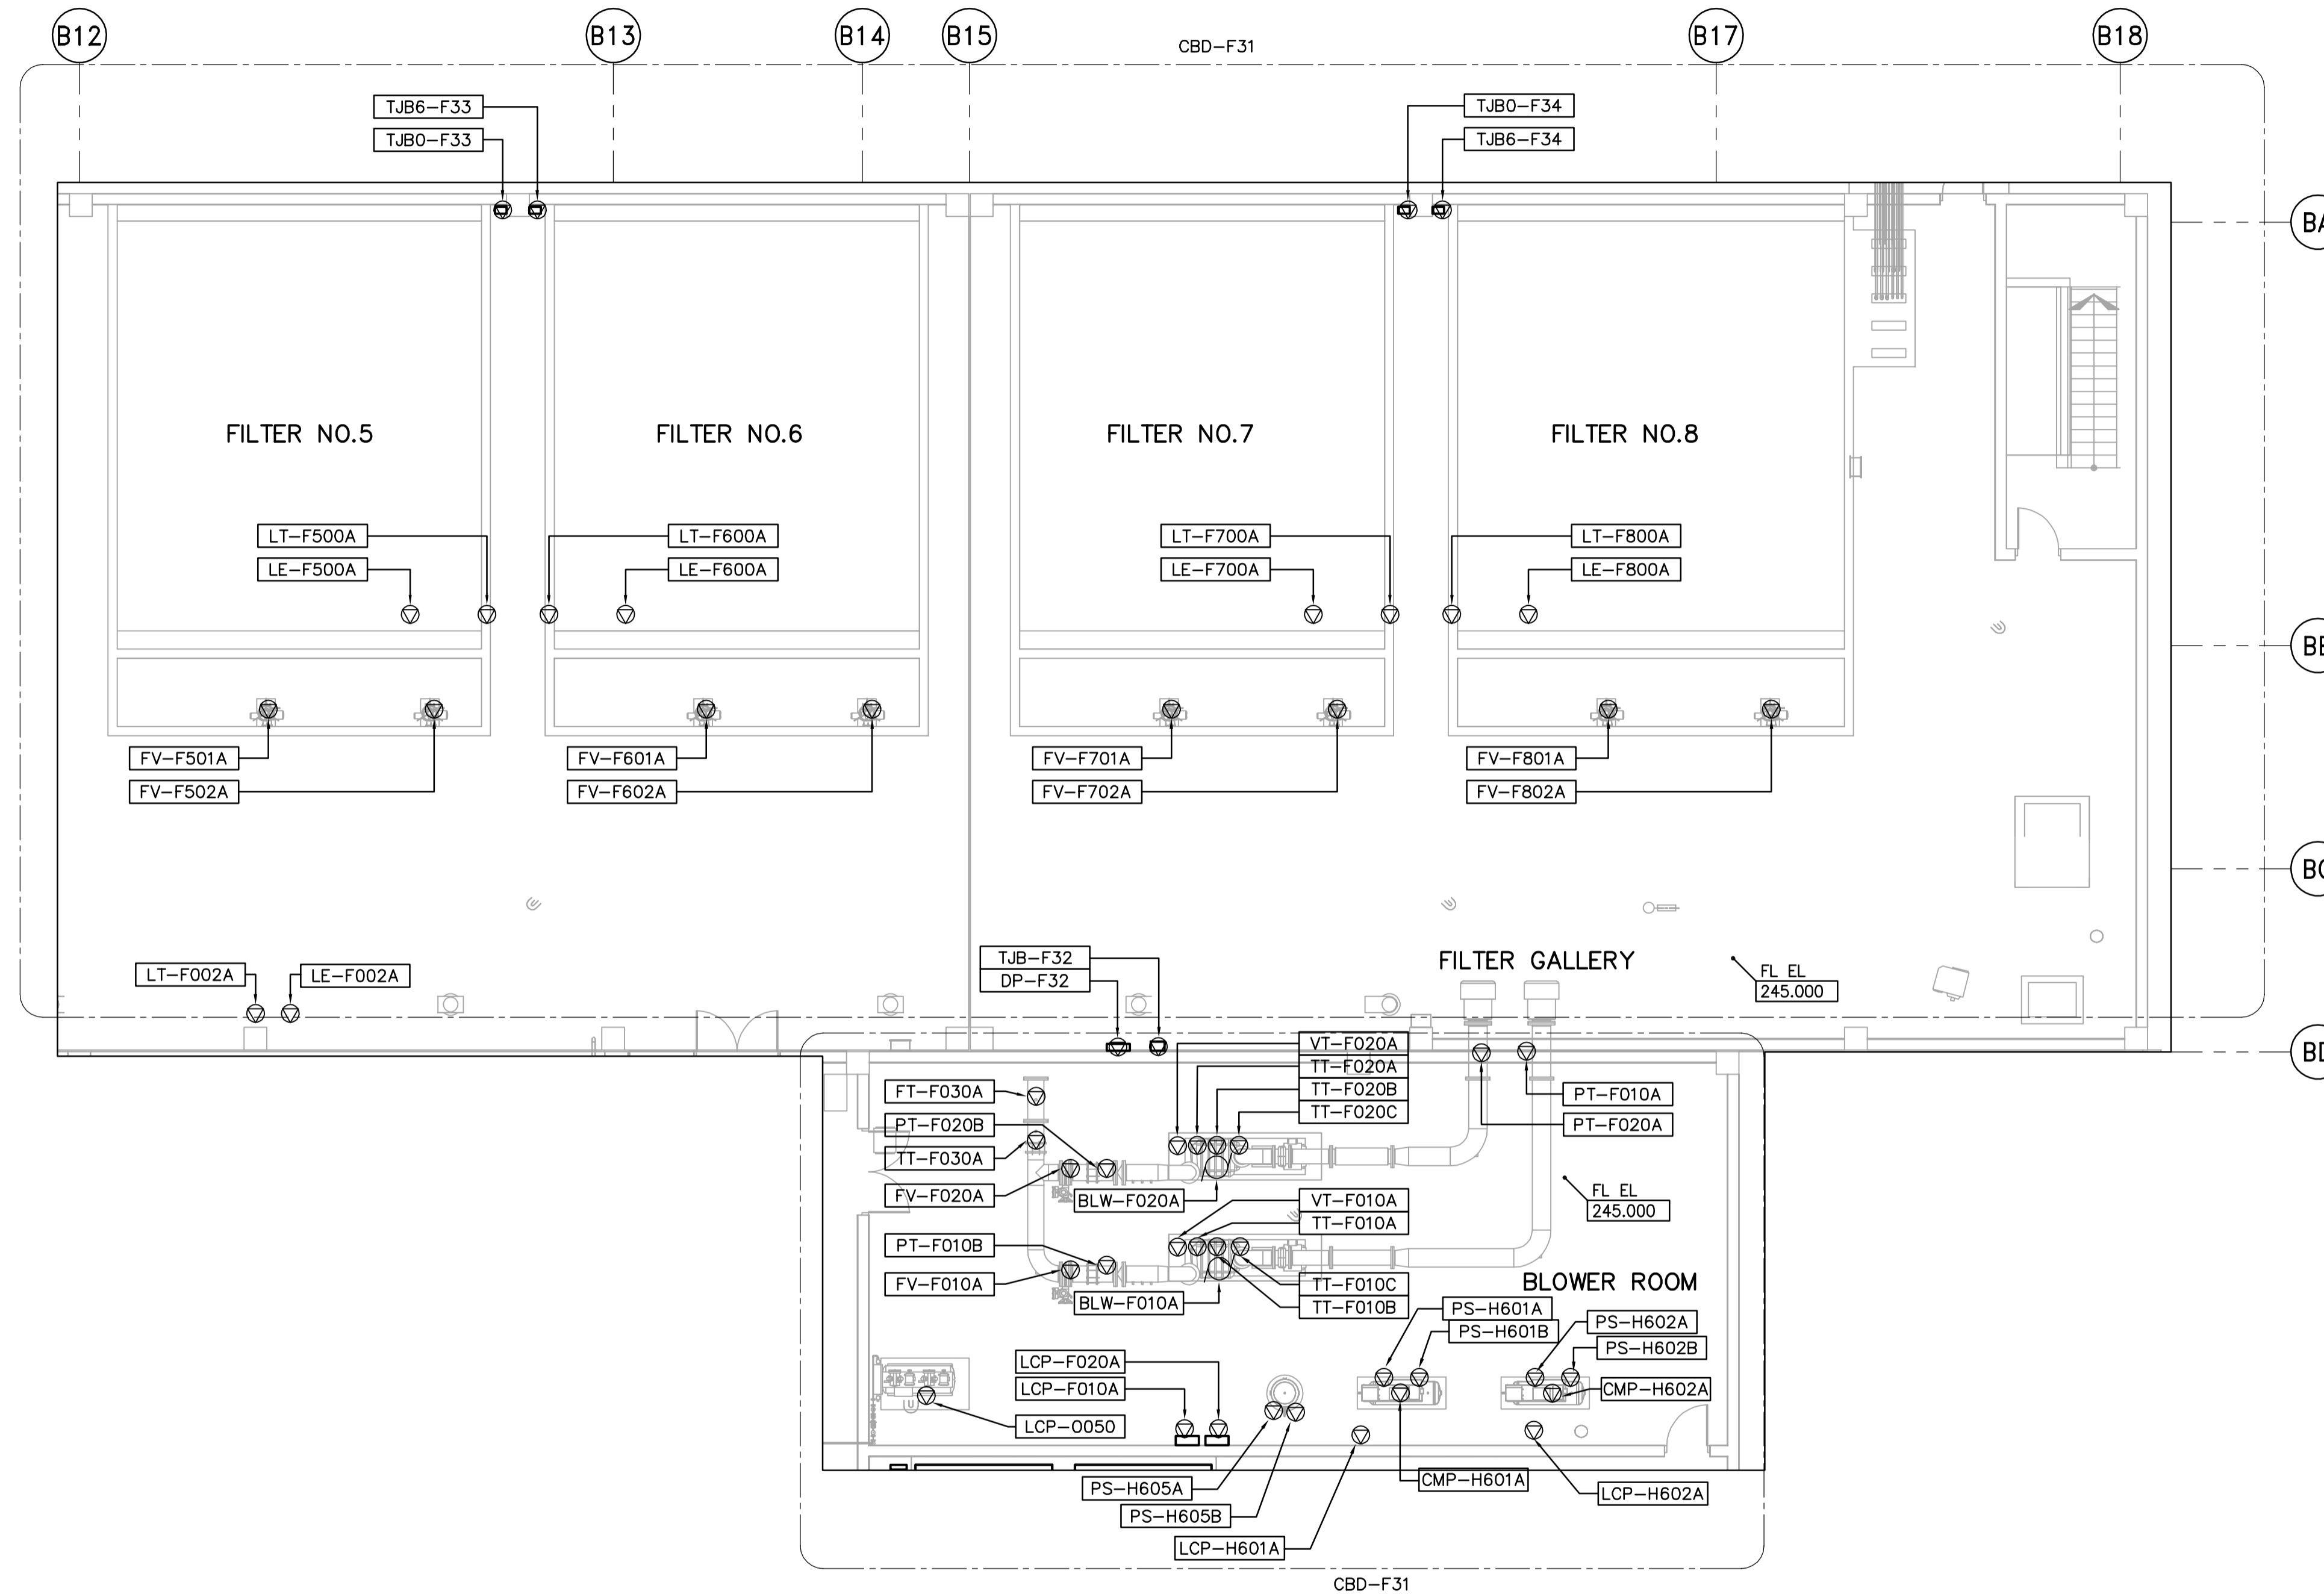 B12
B13
B14
B15
CBD-F31
B17
B18
TJB6-F33
TJB0-F33
TJB0-F34
TJB6-F34
BA
FILTER NO.5
FILTER NO.6
FILTER NO.7
FILTER NO.8
LT-F500A
LE-F500A
LT-F600A
LE-F600A
LT-F700A
LE-F700A
LT-F800A
LE-F800A
FV-F501A
FV-F502A
FV-F601A
FV-F602A
FV-F701A
FV-F702A
FV-F801A
FV-F802A
LT-F002A
LE-F002A
TJB-F32
DP-F32
FILTER GALLERY
FL EL
245.000
VT-F020A
TT-F020A
TT-F020B
TT-F020C
FT-F030A
PT-F020B
TT-F030A
FV-F020A
PT-F010A
PT-F020A
BLW-F020A
FL EL
245.000
VT-F010A
TT-F010A
PT-F010B
FV-F010A
BLW-F010A
TT-F010C
TT-F010B
BLOWER ROOM
PS-H601A
PS-H601B
PS-H602A
PS-H602B
CMP-H602A
LCP-F020A
LCP-F010A
LCP-0050
PS-H605A
PS-H605B
LCP-H601A
CMP-H601A
LCP-H602A
CBD-F31